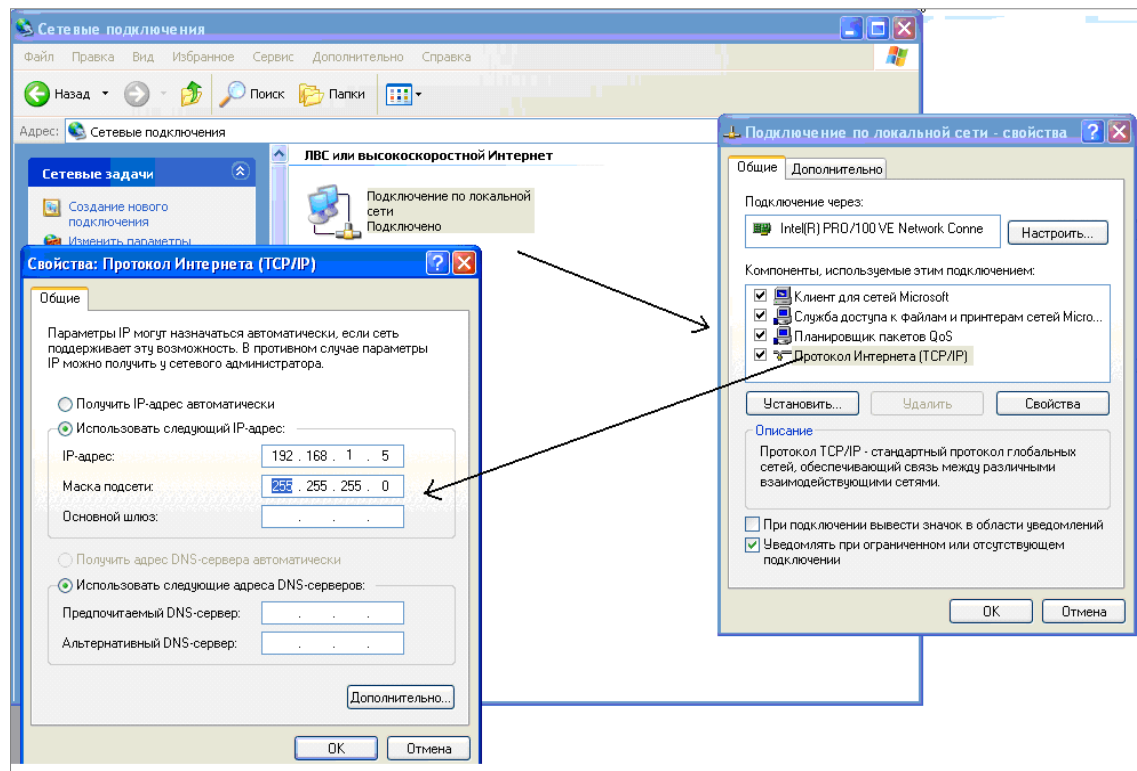 Сетевые подключения
Файл Правка Вид Избранное Сервис Дополнительно Справка
Назад Поиск Папки
Адрес: Сетевые подключения
Сетевые задачи
Создание нового
подключения
Изменить параметры
ЛВС или высокоскоростной Интернет
Подключение по локальной
сети
Подключено
Свойства: Протокол Интернета (TCP/IP)
Общие
Параметры IP могут назначаться автоматически, если сеть
поддерживает эту возможность. В противном случае параметры
IP можно получить у сетевого администратора.
Получить IP-адрес автоматически
Использовать следующий IP-адрес:
IP-адрес: 192 . 168 . 1 . 5
Маска подсети: 255 . 255 . 255 . 0
Основной шлюз: . . .
Получить адрес DNS-сервера автоматически
Использовать следующие адреса DNS-серверов:
Предпочитаемый DNS-сервер: . . .
Альтернативный DNS-сервер: . . .
Дополнительно...
OK Отмена
Подключение по локальной сети - свойства
Общие Дополнительно
Подключение через:
Intel(R) PRO/100 VE Network Conne Настроить...
Компоненты, используемые этим подключением:
Клиент для сетей Microsoft
Служба доступа к файлам и принтерам сетей Micro...
Планировщик пакетов QoS
Протокол Интернета (TCP/IP)
Установить... Удалить Свойства
Описание
Протокол TCP/IP - стандартный протокол глобальных
сетей, обеспечивающий связь между различными
взаимодействующими сетями.
При подключении вывести значок в области уведомлений
Уведомлять при ограниченном или отсутствующем
подключении
OK Отмена